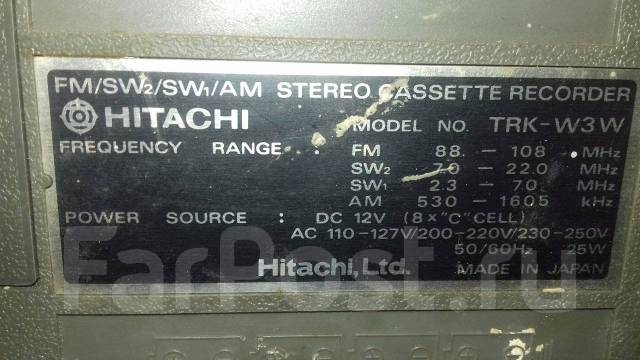 FM/SW2/SW1/AM STEREO CASSETTE RECORDER
HITACHI MODEL NO. TRK-W3W
FREQUENCY RANGE : FM 88. - 108 MHz
SW2 7.0 - 22.0 MHz
SW1 2.3 - 7.0 MHz
AM 530 - 1605 kHz
POWER SOURCE : DC 12V (8×"C"CELL)
AC 110-127V/200-220V/230-250V
50/60Hz 25W
Hitachi, Ltd. MADE IN JAPAN
FarPost.ru